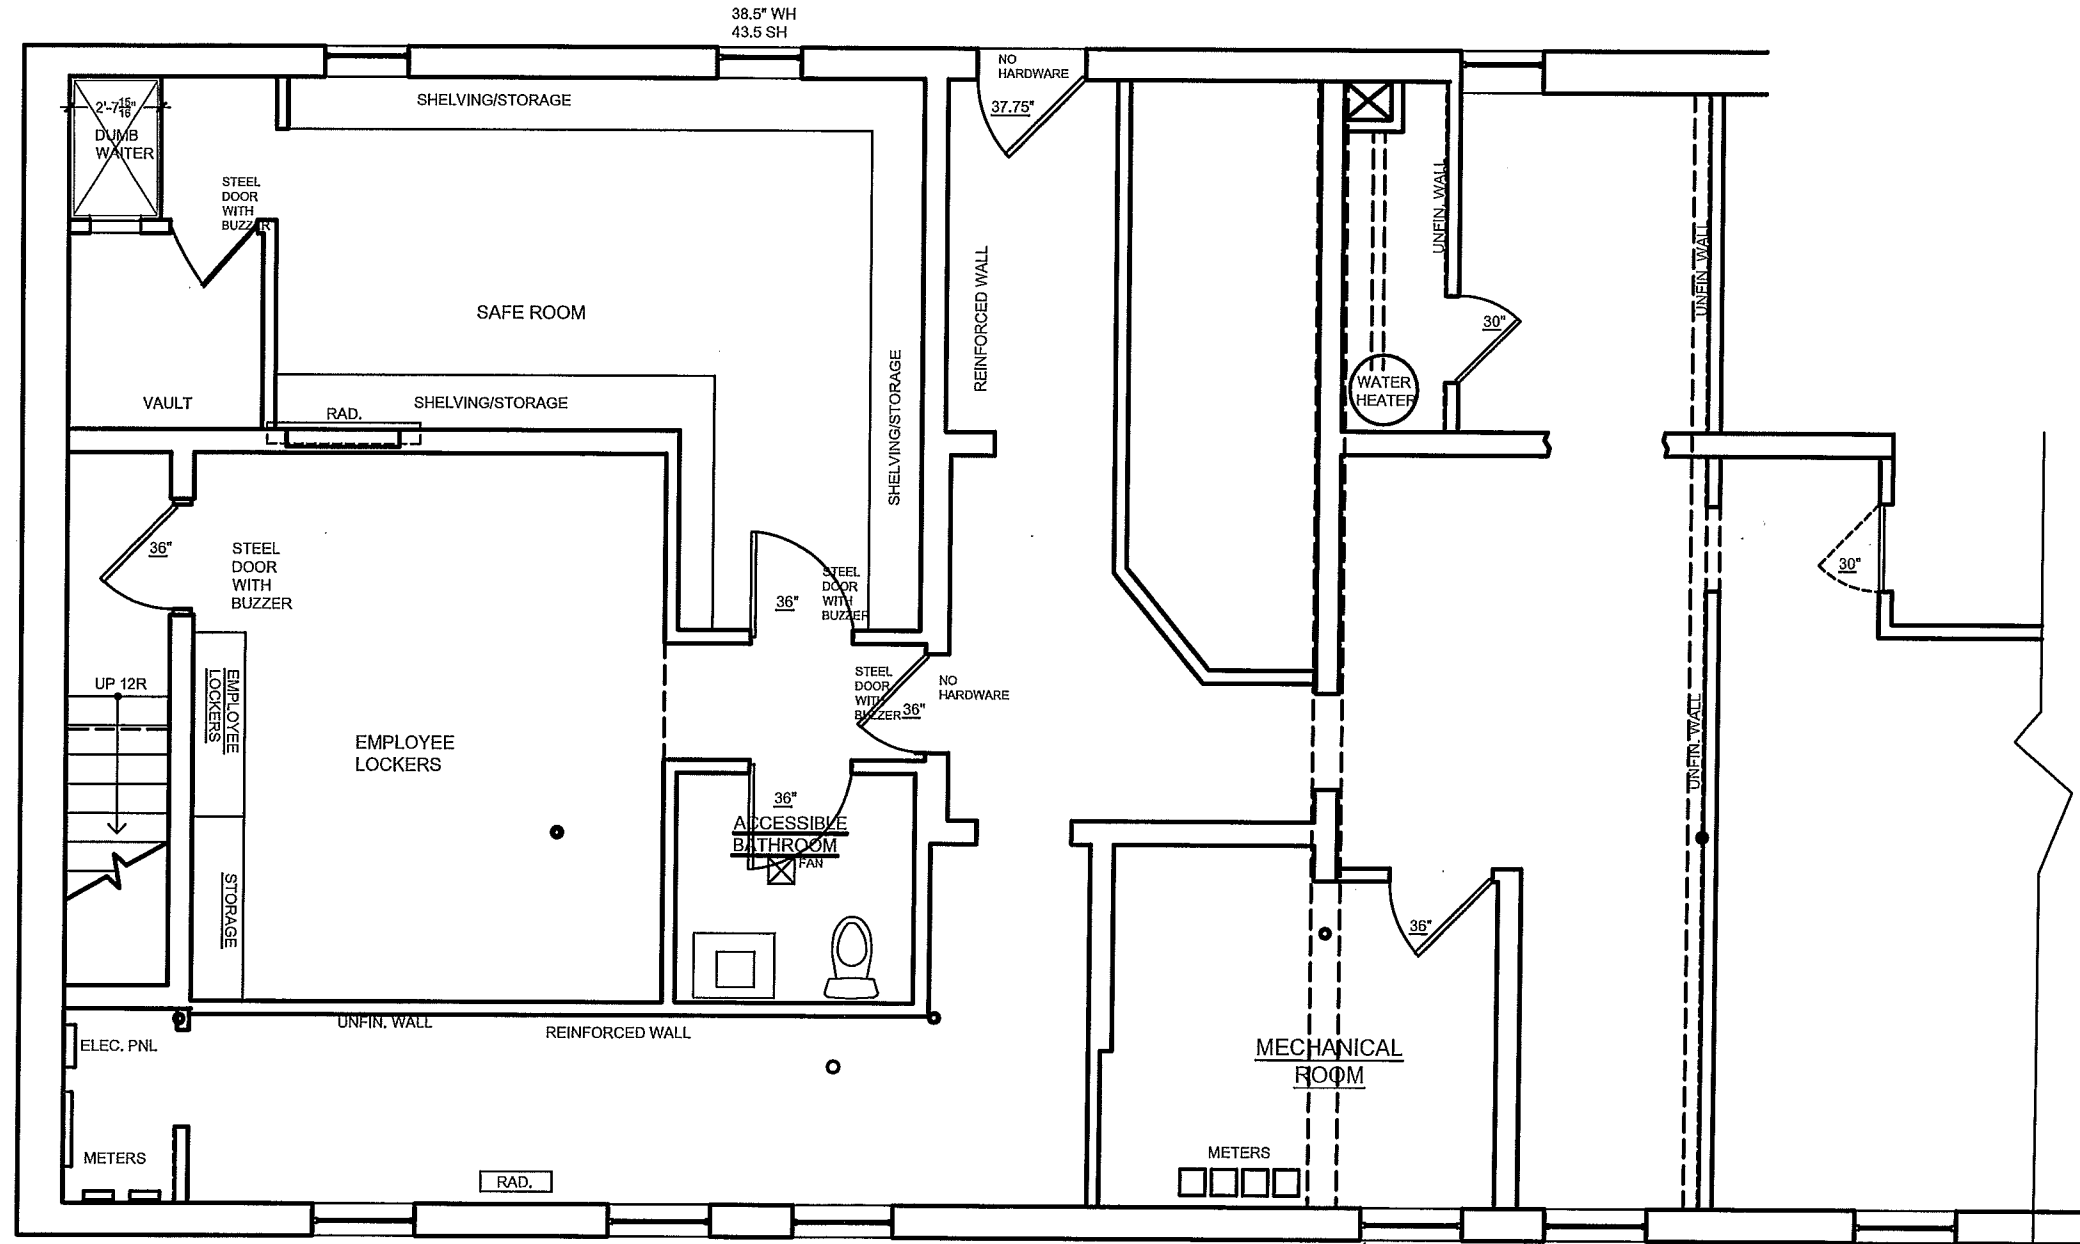 38.5" WH
43.5 SH
NO
HARDWARE
37.75"
SHELVING/STORAGE
2'-7 15/16"
DUMB
WAITER
STEEL
DOOR
WITH
BUZZER
UNFIN. WALL
UNFIN. WALL
REINFORCED WALL
SAFE ROOM
30"
SHELVING/STORAGE
WATER
HEATER
VAULT
SHELVING/STORAGE
RAD.
36"
STEEL
DOOR
WITH
BUZZER
30"
STEEL
DOOR
WITH
BUZZER
36"
STEEL
DOOR
WITH
BUZZER
36"
NO
HARDWARE
UP 12R
EMPLOYEE
LOCKERS
EMPLOYEE
LOCKERS
UNFIN. WALL
36"
ACCESSIBLE
BATHROOM
FAN
STORAGE
36"
UNFIN. WALL
REINFORCED WALL
ELEC. PNL
MECHANICAL
ROOM
METERS
METERS
RAD.